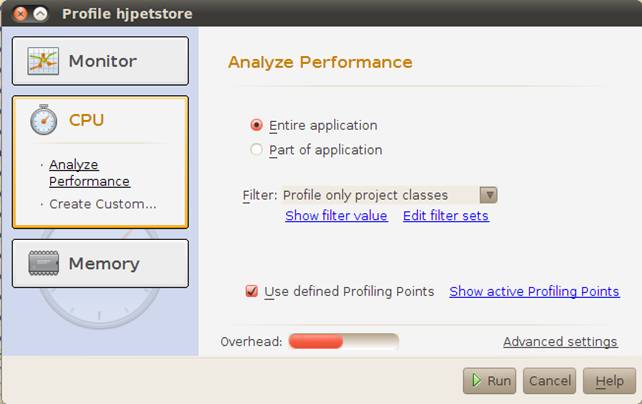 Profile hjpetstore
Monitor
CPU
· Analyze
Performance
· Create Custom...
Memory
Analyze Performance
Entire application
Part of application
Filter: Profile only project classes
Show filter value Edit filter sets
Use defined Profiling Points Show active Profiling Points
Overhead: Advanced settings
Run Cancel Help